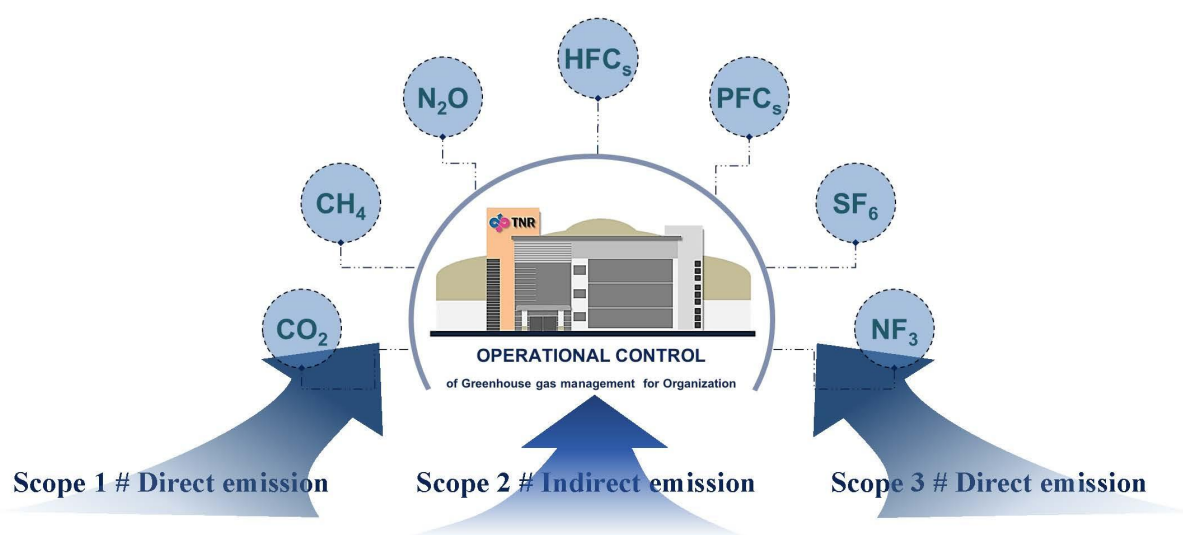 HFCₛ
N₂O
PFCₛ
CH₄
SF₆
TNR
CO₂
NF₃
OPERATIONAL CONTROL
of Greenhouse gas management for Organization
Scope 1 # Direct emission
Scope 2 # Indirect emission
Scope 3 # Direct emission